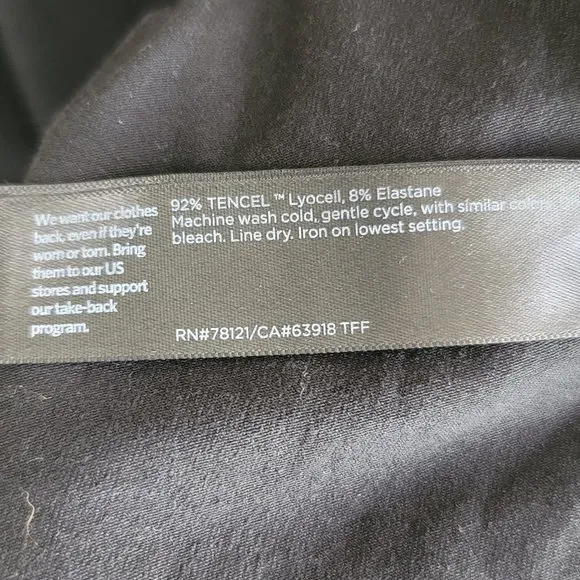 We want our clothes
back, even if they're
worn or torn. Bring
them to our US
stores and support
our take-back
program.
92% TENCEL ™ Lyocell, 8% Elastane
Machine wash cold, gentle cycle, with similar
bleach. Line dry. Iron on lowest setting.
RN#78121/CA#63918 TFF